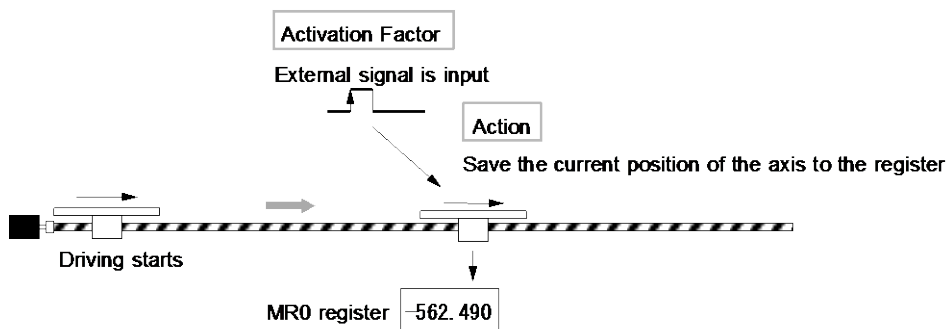 Activation Factor
External signal is input
Action
Save the current position of the axis to the register
Driving starts
MR0 register
-562. 490